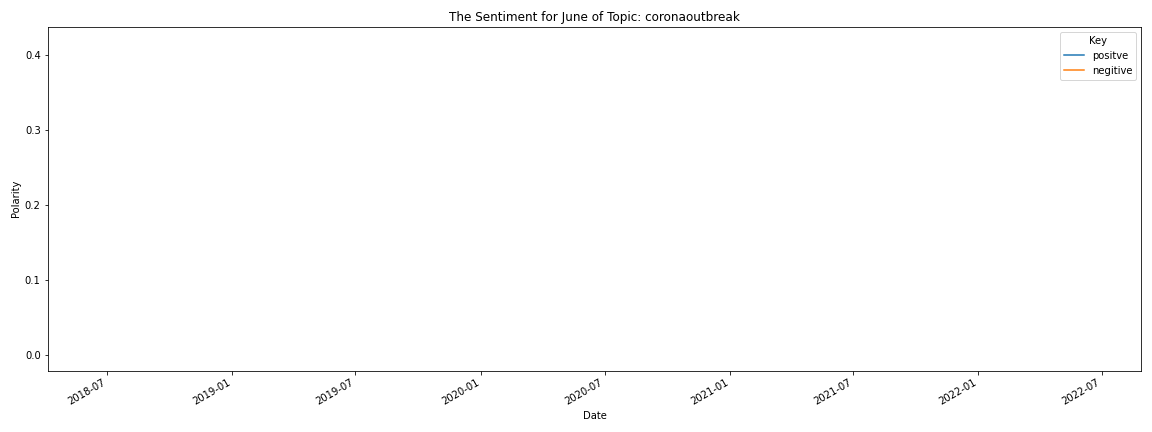 The Sentiment for June of Topic: coronaoutbreak
Key
positve
negitive
0.4
0.3
0.2
0.1
0.0
Polarity
2018-07
2019-01
2019-07
2020-01
2020-07
2021-01
2021-07
2022-01
2022-07
Date